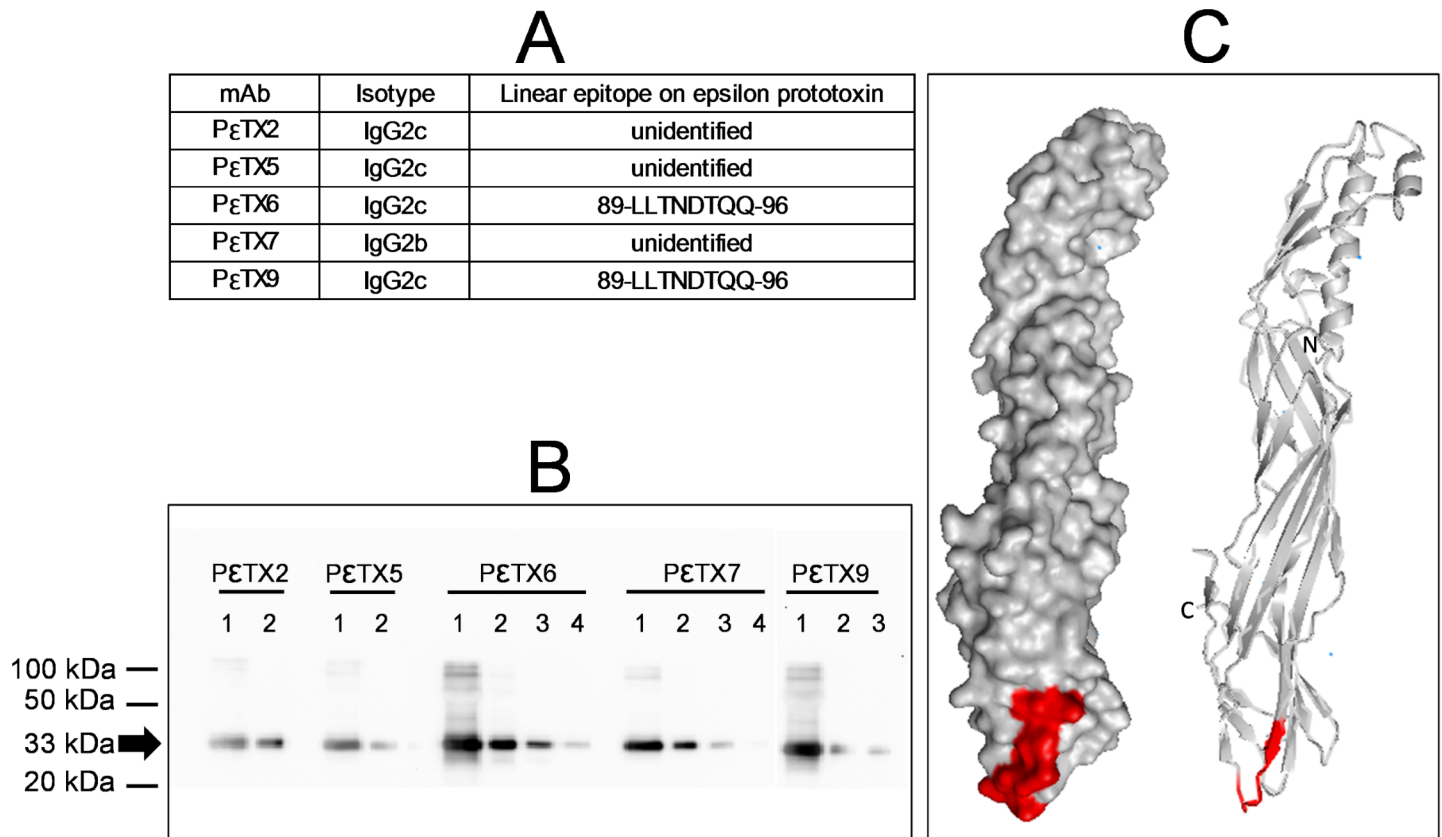 A
mAb Isotype Linear epitope on epsilon prototoxin
PεTX2 IgG2c unidentified
PεTX5 IgG2c unidentified
PεTX6 IgG2c 89-LLTNDTQQ-96
PεTX7 IgG2b unidentified
PεTX9 IgG2c 89-LLTNDTQQ-96
B
PεTX2 PεTX5 PεTX6 PεTX7 PεTX9
1 2 1 2 1 2 3 4 1 2 3 4 1 2 3
100 kDa
50 kDa
33 kDa
20 kDa
C
N
C